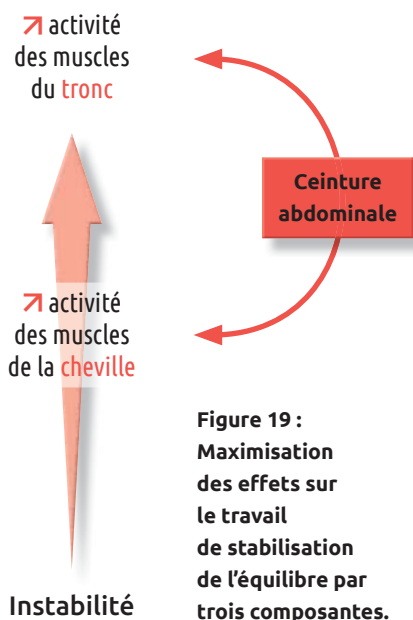 ↗ activité
des muscles
du tronc
Ceinture
abdominale
↗ activité
des muscles
de la cheville
Instabilité
Figure 19 :
Maximisation
des effets sur
le travail
de stabilisation
de l'équilibre par
trois composantes.